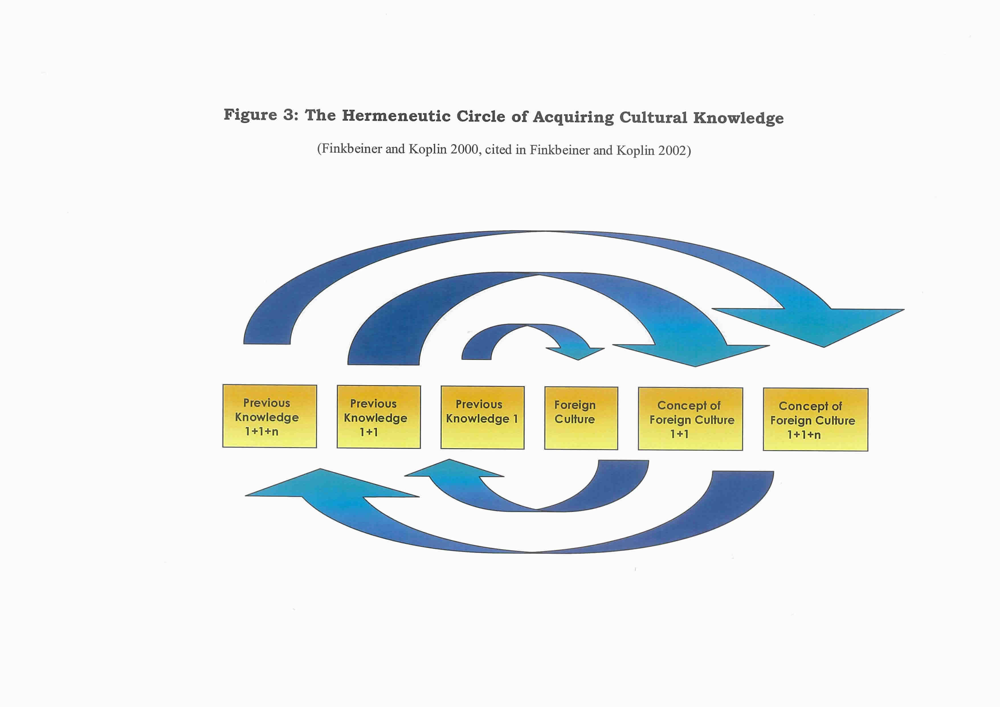 Figure 3: The Hermeneutic Circle of Acquiring Cultural Knowledge
(Finkbeiner and Koplin 2000, cited in Finkbeiner and Koplin 2002)
Previous
Knowledge
1+1+n
Previous
Knowledge
1+1
Previous
Knowledge 1
Foreign
Culture
Concept of
Foreign Culture
1+1
Concept of
Foreign Culture
1+1+n